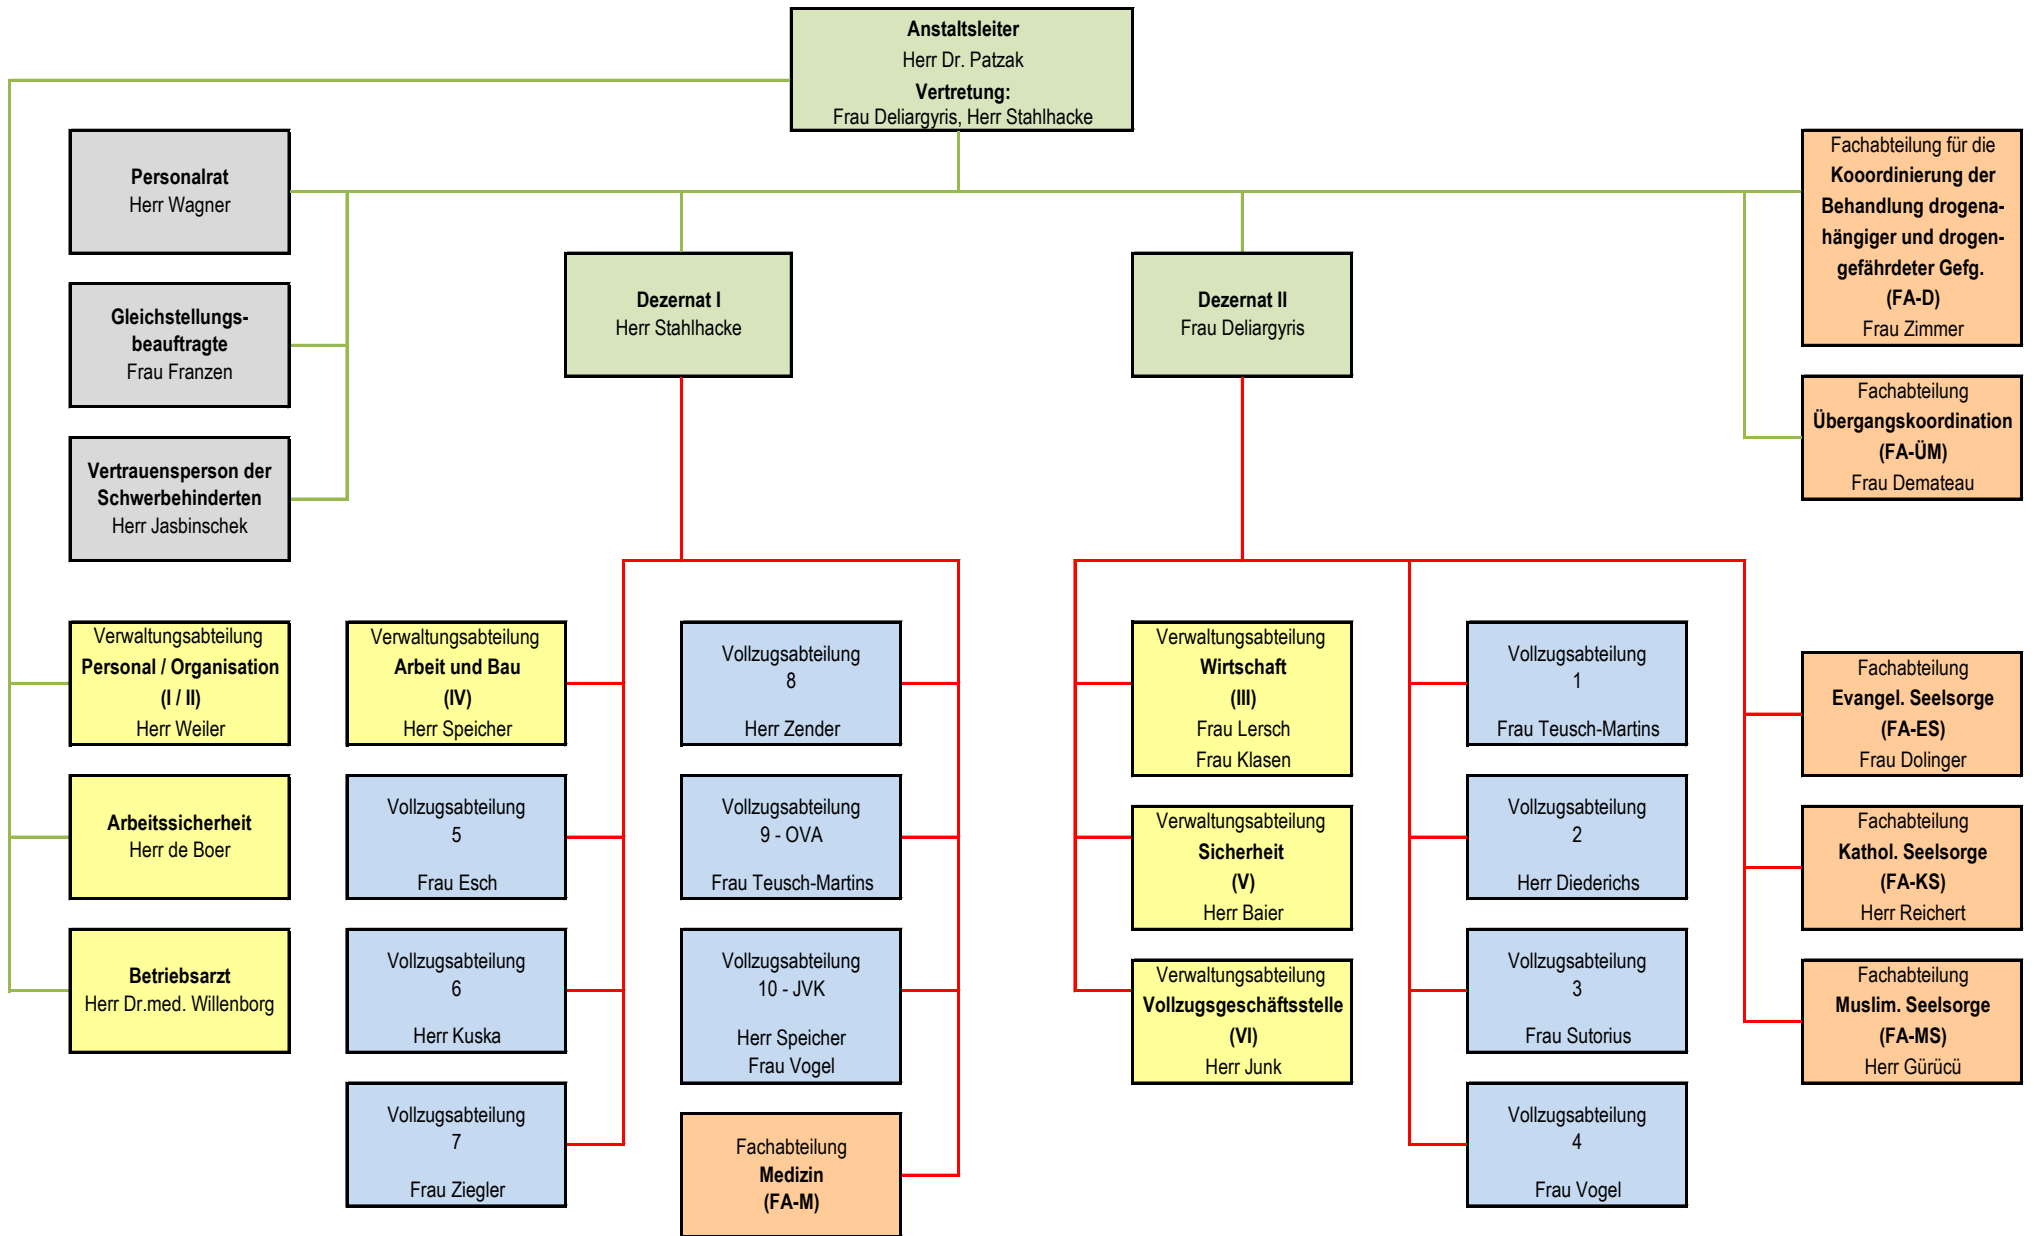 Anstaltsleiter
Herr Dr. Patzak
Vertretung:
Frau Deliargyris, Herr Stahlhacke
Personalrat
Herr Wagner
Gleichstellungs-
beauftragte
Frau Franzen
Vertrauensperson der
Schwerbehinderten
Herr Jasbinschek
Dezernat I
Herr Stahlhacke
Dezernat II
Frau Deliargyris
Fachabteilung für die
Kooordinierung der
Behandlung drogena-
hängiger und drogen-
gefährdeter Gefg.
(FA-D)
Frau Zimmer
Fachabteilung
Übergangskoordination
(FA-ÜM)
Frau Demateau
Verwaltungsabteilung
Personal / Organisation
(I / II)
Herr Weiler
Arbeitssicherheit
Herr de Boer
Betriebsarzt
Herr Dr.med. Willenborg
Verwaltungsabteilung
Arbeit und Bau
(IV)
Herr Speicher
Vollzugsabteilung
5
Frau Esch
Vollzugsabteilung
6
Herr Kuska
Vollzugsabteilung
7
Frau Ziegler
Vollzugsabteilung
8
Herr Zender
Vollzugsabteilung
9 - OVA
Frau Teusch-Martins
Vollzugsabteilung
10 - JVK
Herr Speicher
Frau Vogel
Fachabteilung
Medizin
(FA-M)
Verwaltungsabteilung
Wirtschaft
(III)
Frau Lersch
Frau Klasen
Verwaltungsabteilung
Sicherheit
(V)
Herr Baier
Verwaltungsabteilung
Vollzugsgeschäftsstelle
(VI)
Herr Junk
Vollzugsabteilung
1
Frau Teusch-Martins
Vollzugsabteilung
2
Herr Diederichs
Vollzugsabteilung
3
Frau Sutorius
Vollzugsabteilung
4
Frau Vogel
Fachabteilung
Evangel. Seelsorge
(FA-ES)
Frau Dolinger
Fachabteilung
Kathol. Seelsorge
(FA-KS)
Herr Reichert
Fachabteilung
Muslim. Seelsorge
(FA-MS)
Herr Gürücü